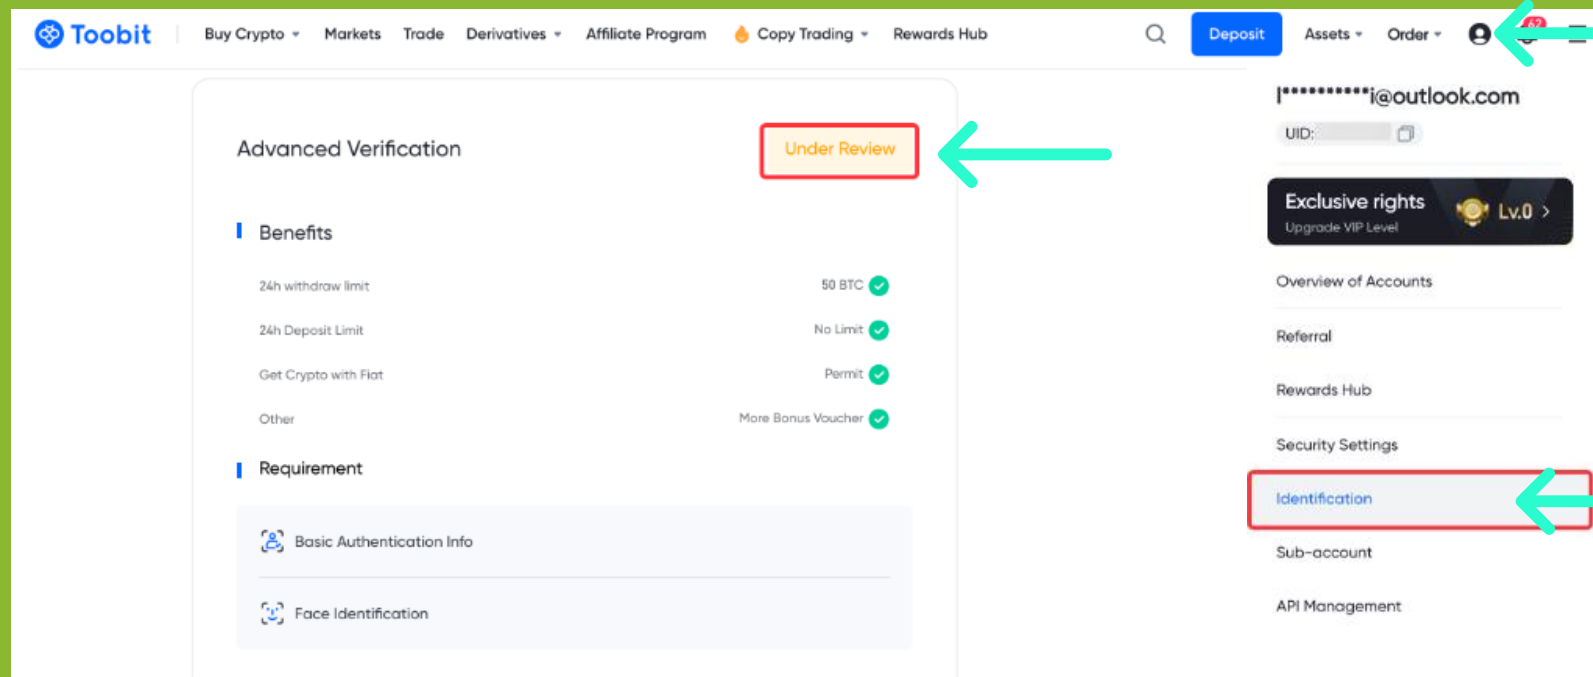 Toobit
Buy Crypto Markets Trade Derivatives Affiliate Program Copy Trading Rewards Hub Deposit Assets Order 62
Advanced Verification
Under Review
Benefits
24h withdraw limit 50 BTC
24h Deposit Limit No Limit
Get Crypto with Fiat Permit
Other More Bonus Voucher
Requirement
Basic Authentication Info
Face Identification
l**********i@outlook.com
UID:
Exclusive rights
Upgrade VIP Level
Lv.0 >
Overview of Accounts
Referral
Rewards Hub
Security Settings
Identification
Sub-account
API Management